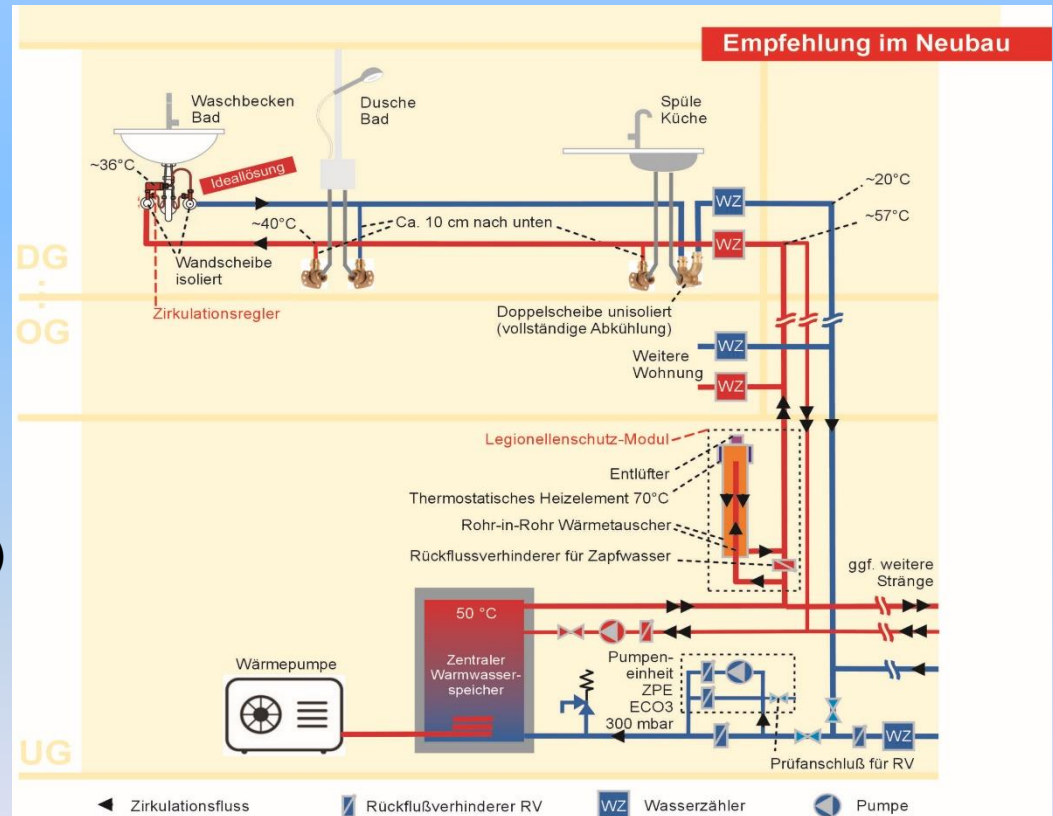 Empfehlung im Neubau
Waschbecken
Bad
Dusche
Bad
Spüle
Küche
~36°C
Ideallösung
~20°C
~57°C
~40°C
Ca. 10 cm nach unten
WZ
WZ
Wandscheibe
isoliert
Zirkulationsregler
Doppelscheibe unisoliert
(vollständige Abkühlung)
DG
:
OG
Weitere
Wohnung
WZ
WZ
Legionellenschutz-Modul
Entlüfter
Thermostatisches Heizelement 70°C
Rohr-in-Rohr Wärmetauscher
Rückflussverhinderer für Zapfwasser
ggf. weitere
Stränge
)
50 °C
Zentraler
Warmwasser-
speicher
Wärmepumpe
Pumpen-
einheit
ZPE
ECO3
300 mbar
WZ
Prüfanschluß für RV
UG
Zirkulationsfluss
Rückflußverhinderer RV
WZ Wasserzähler
Pumpe